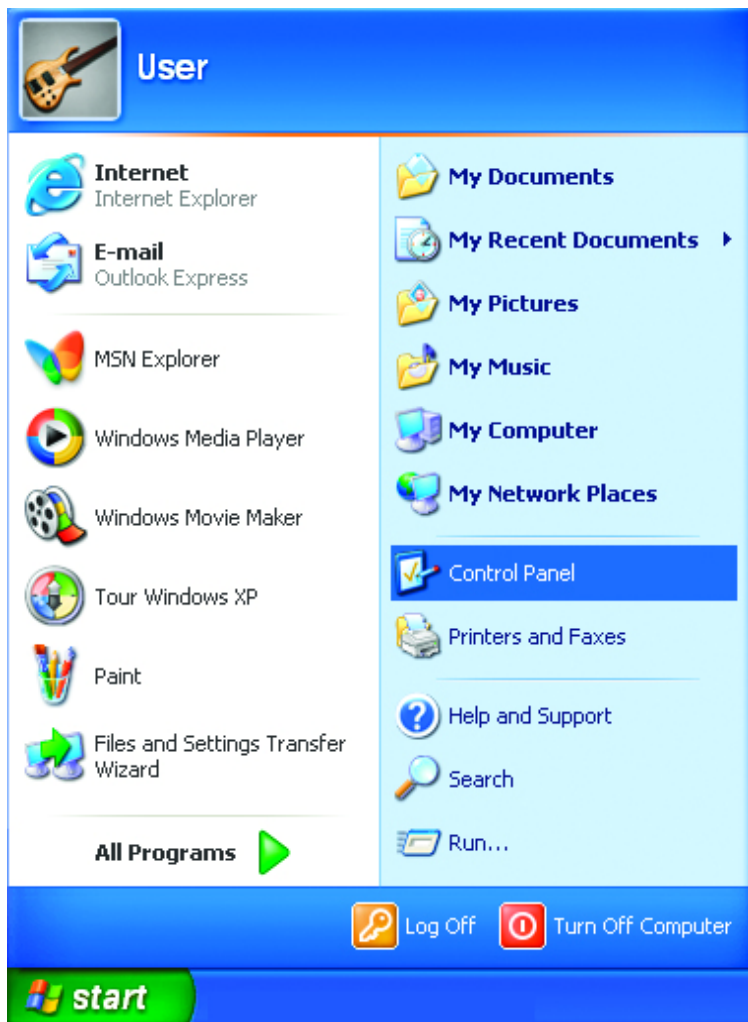 User
Internet
Internet Explorer
E-mail
Outlook Express
MSN Explorer
Windows Media Player
Windows Movie Maker
Tour Windows XP
Paint
Files and Settings Transfer
Wizard
All Programs
My Documents
My Recent Documents
My Pictures
My Music
My Computer
My Network Places
Control Panel
Printers and Faxes
Help and Support
Search
Run...
Log Off
Turn Off Computer
start